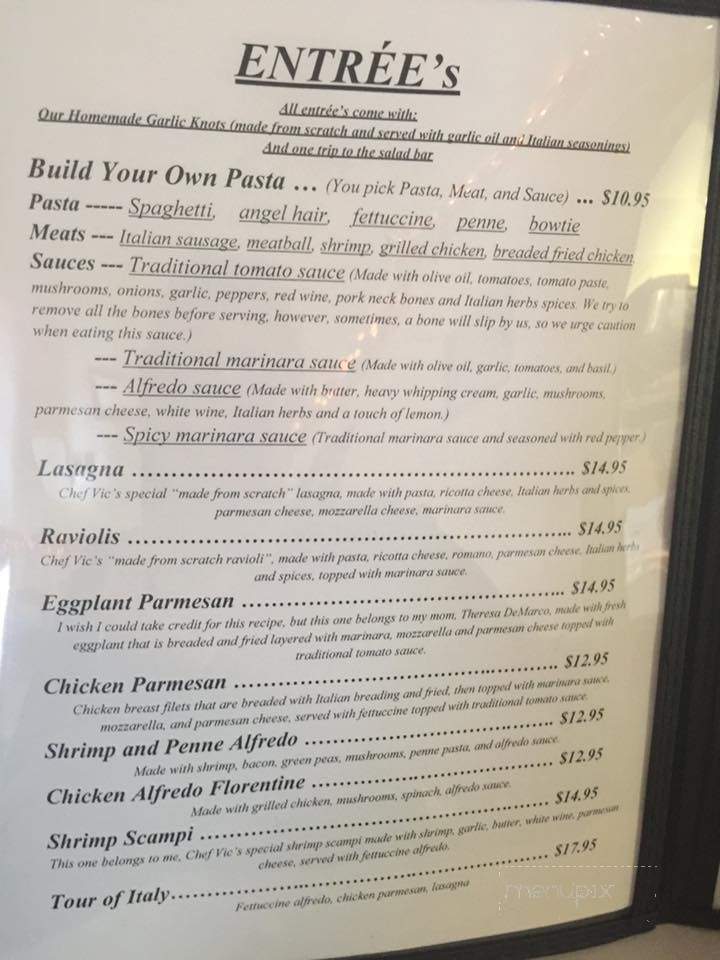 ENTRÉE's
All entrée's come with:
Our Homemade Garlic Knots (made from scratch and served with garlic oil and Italian seasonings)
And one trip to the salad bar
Build Your Own Pasta ... (You pick Pasta, Meat, and Sauce) ... $10.95
Pasta ----- Spaghetti, angel hair, fettuccine, penne, bowtie
Meats --- Italian sausage, meatball, shrimp, grilled chicken, breaded fried chicken
Sauces --- Traditional tomato sauce (Made with olive oil, tomatoes, tomato paste,
mushrooms, onions, garlic, peppers, red wine, pork neck bones and Italian herbs spices. We try to
remove all the bones before serving, however, sometimes, a bone will slip by us, so we urge caution
when eating this sauce.)
--- Traditional marinara sauce (Made with olive oil, garlic, tomatoes, and basil.)
--- Alfredo sauce (Made with butter, heavy whipping cream, garlic, mushrooms,
parmesan cheese, white wine, Italian herbs and a touch of lemon.)
--- Spicy marinara sauce (Traditional marinara sauce and seasoned with red pepper.)
Lasagna ........................................................ $14.95
Chef Vic's special "made from scratch" lasagna, made with pasta, ricotta cheese, Italian herbs and spices,
parmesan cheese, mozzarella cheese, marinara sauce.
Raviolis ........................................................ $14.95
Chef Vic's "made from scratch ravioli", made with pasta, ricotta cheese, romano, parmesan cheese, Italian herbs
and spices, topped with marinara sauce.
Eggplant Parmesan ........................................ $14.95
I wish I could take credit for this recipe, but this one belongs to my mom, Theresa DeMarco, made with fresh
eggplant that is breaded and fried layered with marinara, mozzarella and parmesan cheese topped with
traditional tomato sauce.
Chicken Parmesan ........................................ $12.95
Chicken breast filets that are breaded with Italian breading and fried, then topped with marinara sauce,
mozzarella, and parmesan cheese, served with fettuccine topped with traditional tomato sauce.
Shrimp and Penne Alfredo ................................ $12.95
Made with shrimp, bacon, green peas, mushrooms, penne pasta, and alfredo sauce.
Chicken Alfredo Florentine ................................ $12.95
Made with grilled chicken, mushrooms, spinach, alfredo sauce.
Shrimp Scampi ............................................ $14.95
This one belongs to me, Chef Vic's special shrimp scampi made with shrimp, garlic, butter, white wine, parmesan
cheese, served with fettuccine alfredo.
Tour of Italy................................................ $17.95
Fettuccine alfredo, chicken parmesan, lasagna
menupix